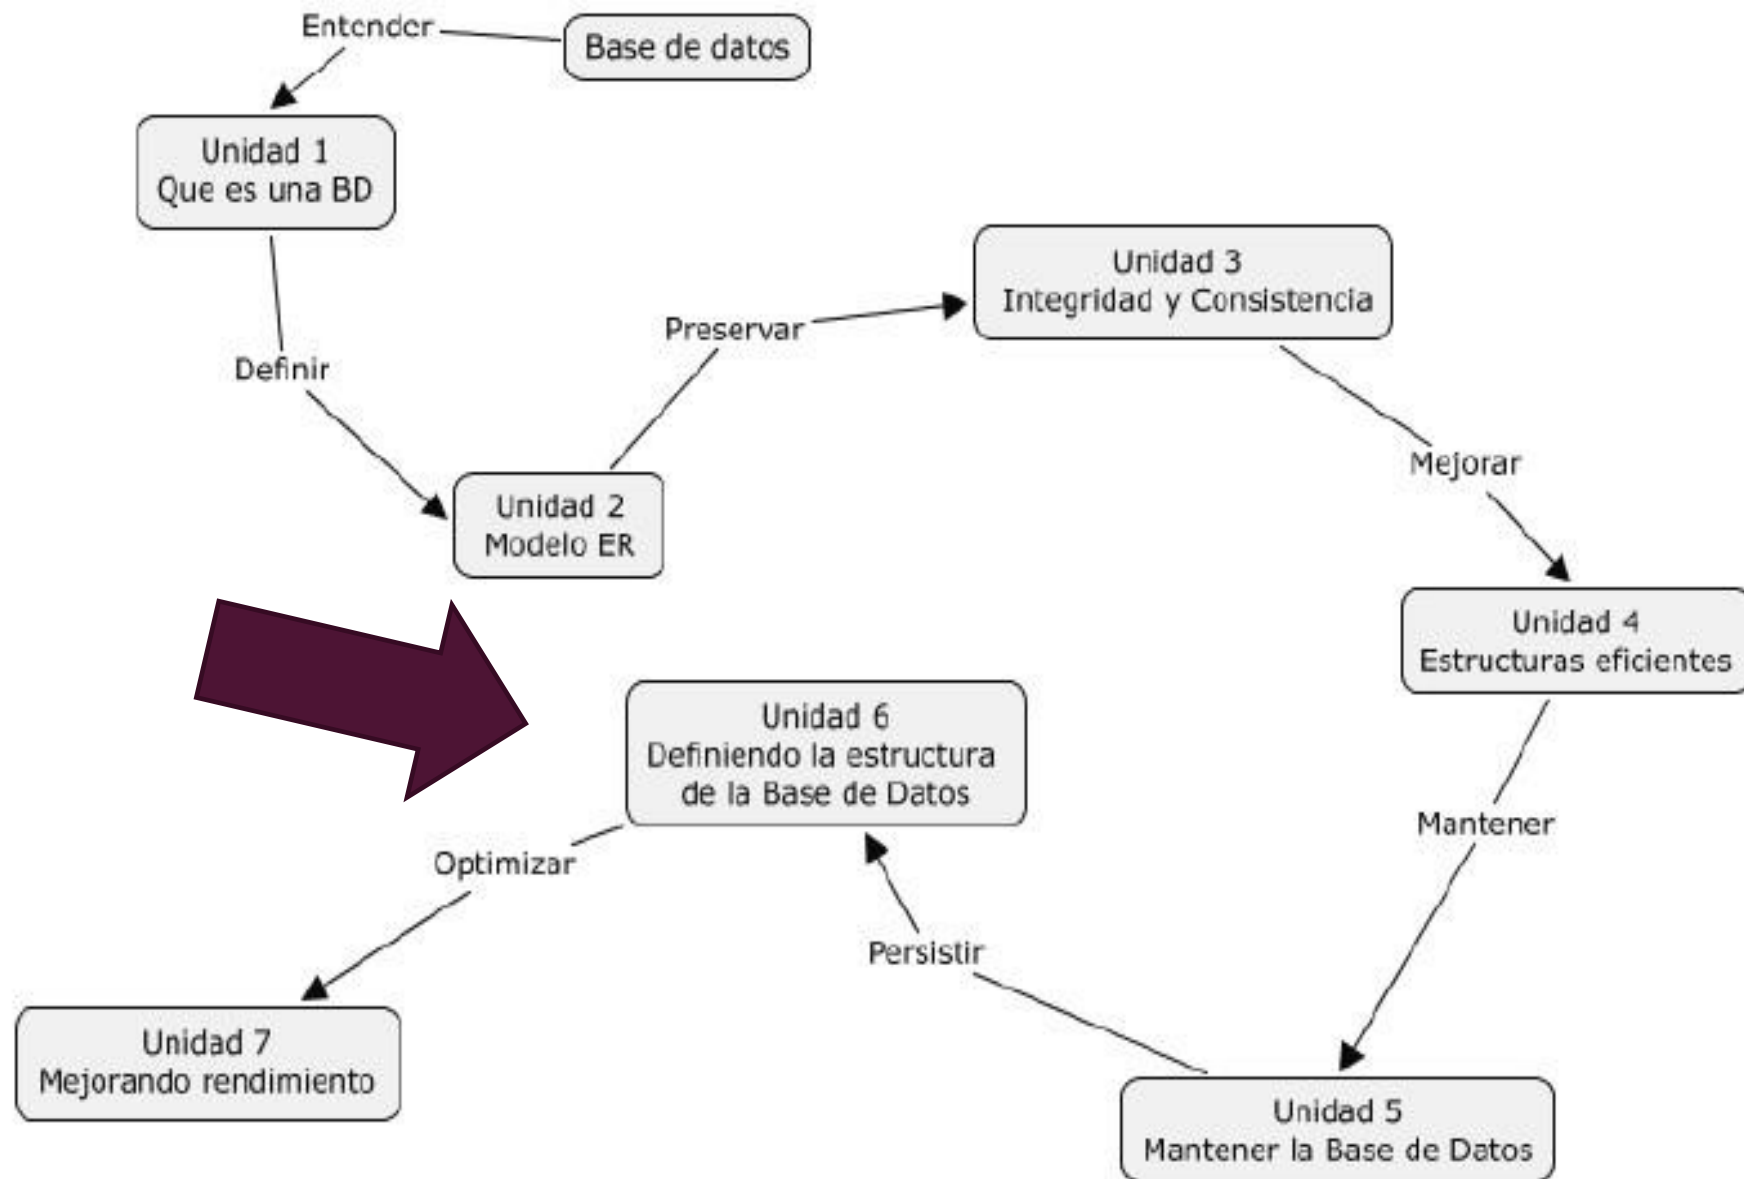 Entender
Base de datos
Unidad 1
Que es una BD
Definir
Unidad 2
Modelo ER
Preservar
Unidad 3
Integridad y Consistencia
Mejorar
Unidad 4
Estructuras eficientes
Mantener
Unidad 5
Mantener la Base de Datos
Persistir
Unidad 6
Definiendo la estructura
de la Base de Datos
Optimizar
Unidad 7
Mejorando rendimiento